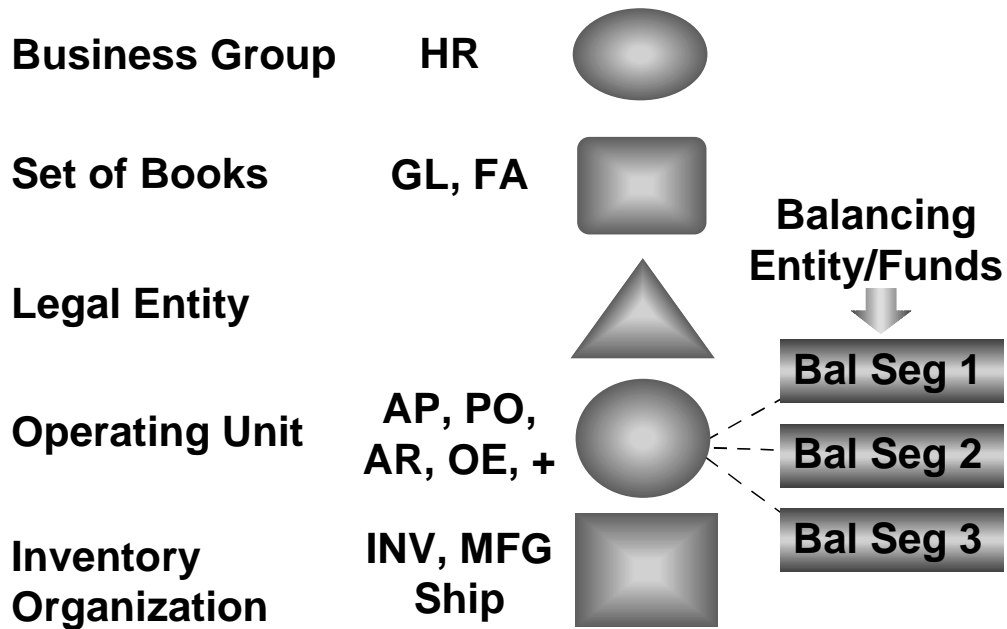 Business Group HR
Set of Books GL, FA
Balancing
Entity/Funds
Legal Entity
Bal Seg 1
Operating Unit AP, PO,
AR, OE, +
Bal Seg 2
Bal Seg 3
Inventory
Organization
INV, MFG
Ship